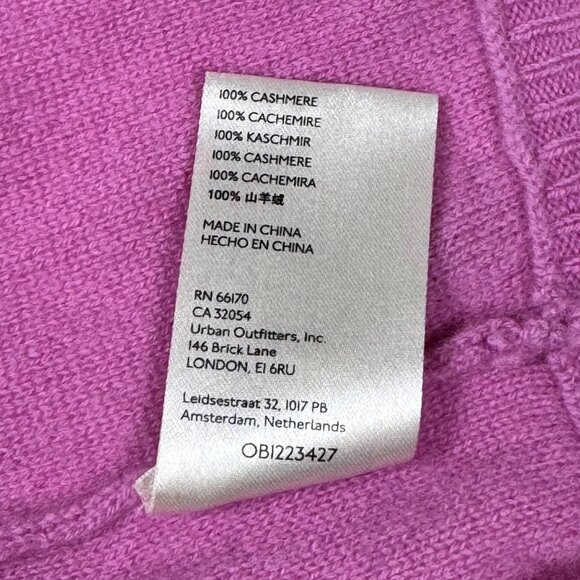 100% CASHMERE
100% CACHEMIRE
100% KASCHMIR
100% CASHMERE
100% CACHEMIRA
100% 山羊绒
MADE IN CHINA
HECHO EN CHINA
RN 66170
CA 32054
Urban Outfitters, Inc.
146 Brick Lane
LONDON, E1 6RU
Leidsestraat 32, 1017 PB
Amsterdam, Netherlands
OB1223427